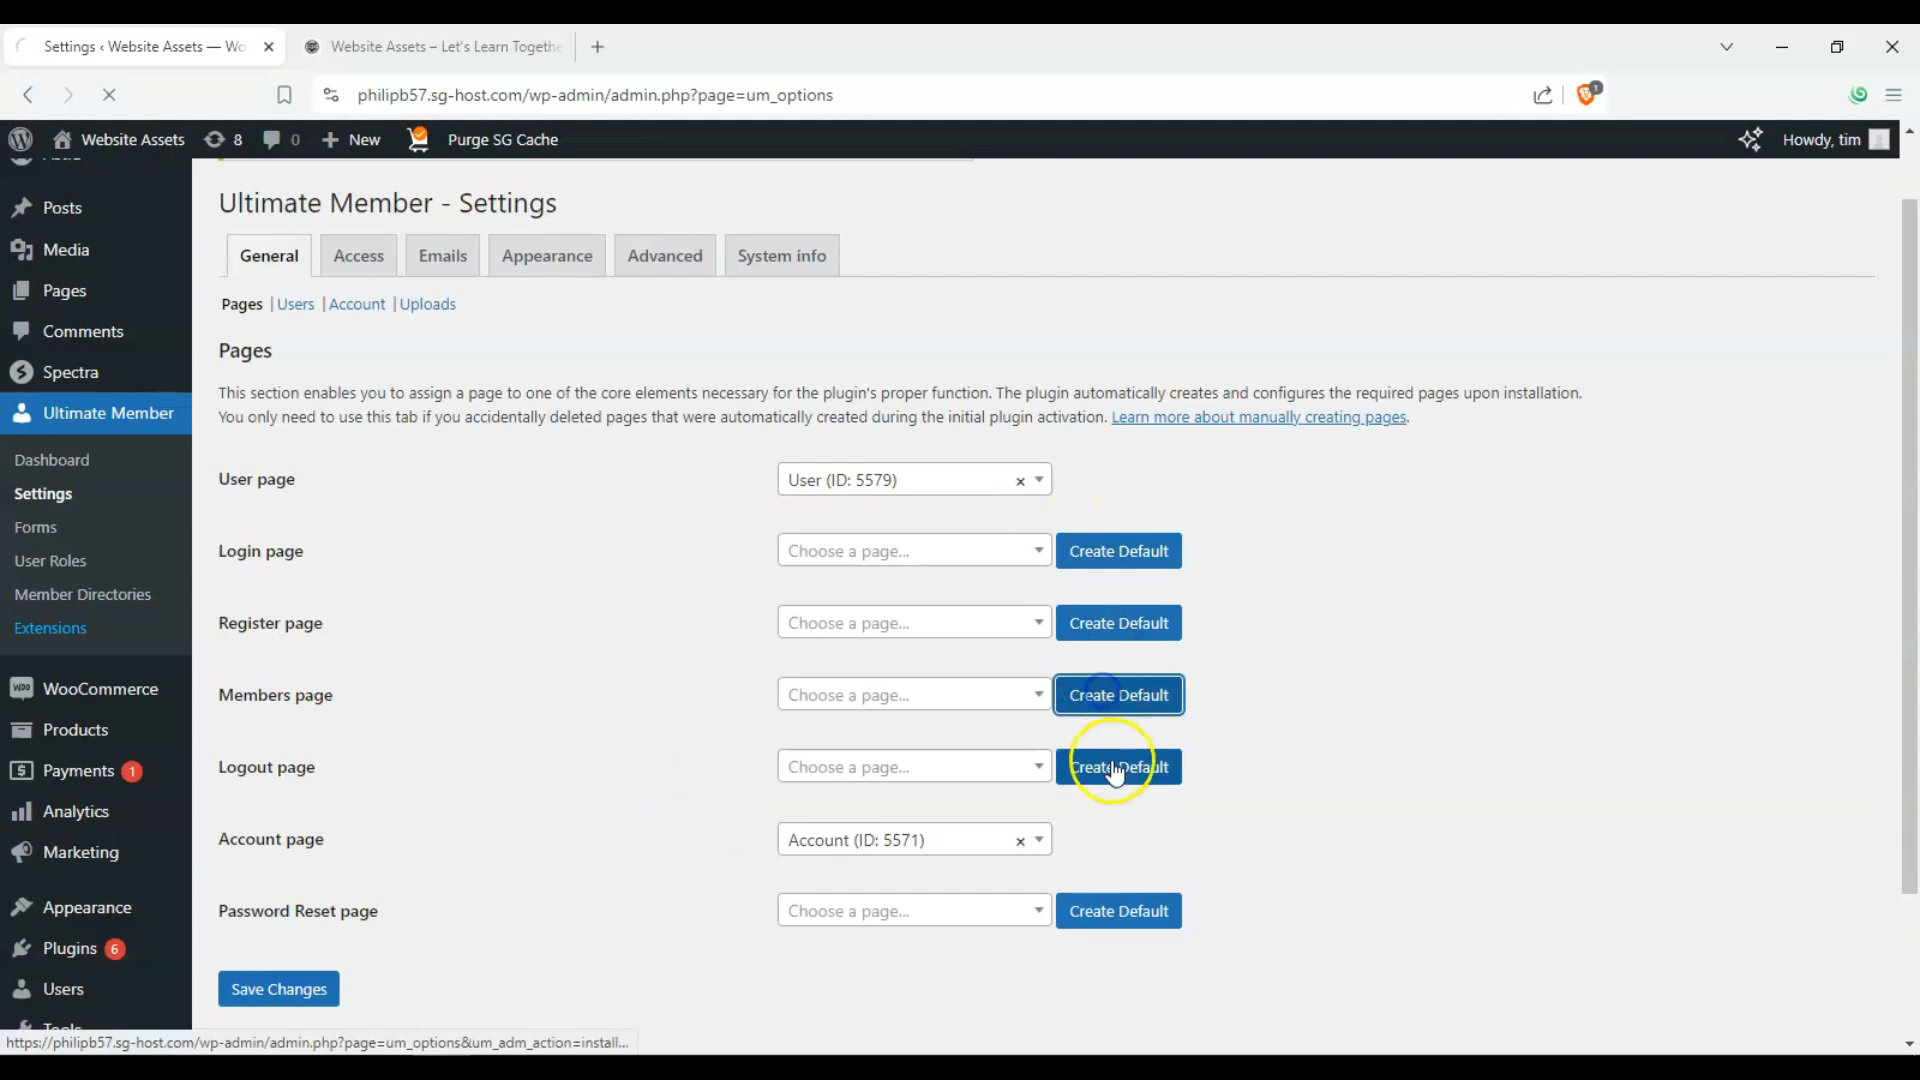 Settings ‹ Website Assets — Wo
Website Assets – Let's Learn Togethe
philipb57.sg-host.com/wp-admin/admin.php?page=um_options
1
Website Assets
8
0
New
Purge SG Cache
Howdy, tim
Posts
Media
Pages
Comments
Spectra
Ultimate Member
Dashboard
Settings
Forms
User Roles
Member Directories
Extensions
WooCommerce
Products
Payments 1
Analytics
Marketing
Appearance
Plugins 6
Users
Tools
Ultimate Member - Settings
General
Access
Emails
Appearance
Advanced
System info
Pages | Users | Account | Uploads
Pages
This section enables you to assign a page to one of the core elements necessary for the plugin's proper function. The plugin automatically creates and configures the required pages upon installation.
You only need to use this tab if you accidentally deleted pages that were automatically created during the initial plugin activation. Learn more about manually creating pages.
User page
User (ID: 5579)
×
Login page
Choose a page...
Create Default
Register page
Choose a page...
Create Default
Members page
Choose a page...
Create Default
Logout page
Choose a page...
Create Default
Account page
Account (ID: 5571)
×
Password Reset page
Choose a page...
Create Default
Save Changes
https://philipb57.sg-host.com/wp-admin/admin.php?page=um_options&um_adm_action=install...